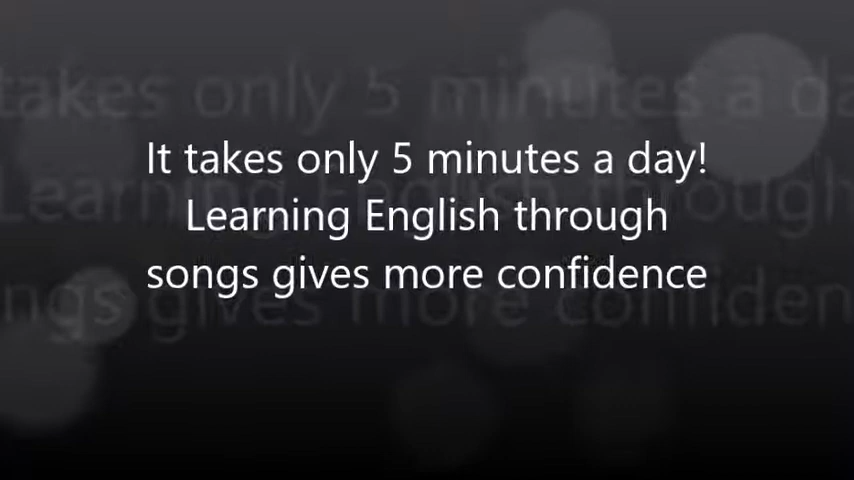 It takes only 5 minutes a day!
Learning English through
songs gives more confidence